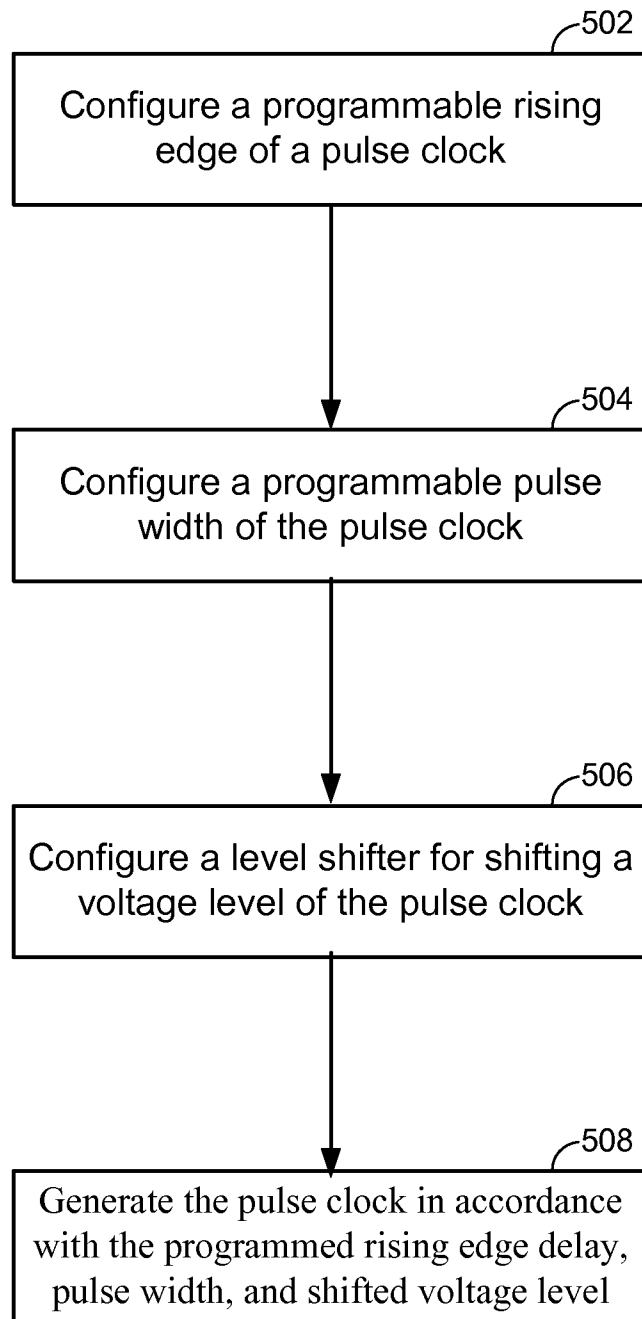 502
Configure a programmable rising
edge of a pulse clock
504
Configure a programmable pulse
width of the pulse clock
506
Configure a level shifter for shifting a
voltage level of the pulse clock
508
Generate the pulse clock in accordance
with the programmed rising edge delay,
pulse width, and shifted voltage level